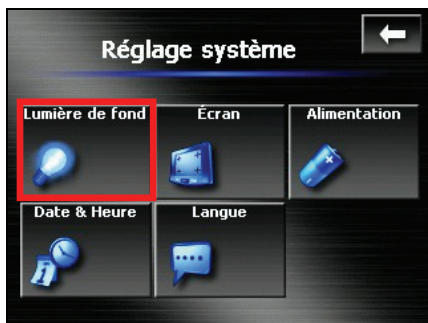 Réglage système
Lumière de fond
Écran
Alimentation
Date & Heure
Langue